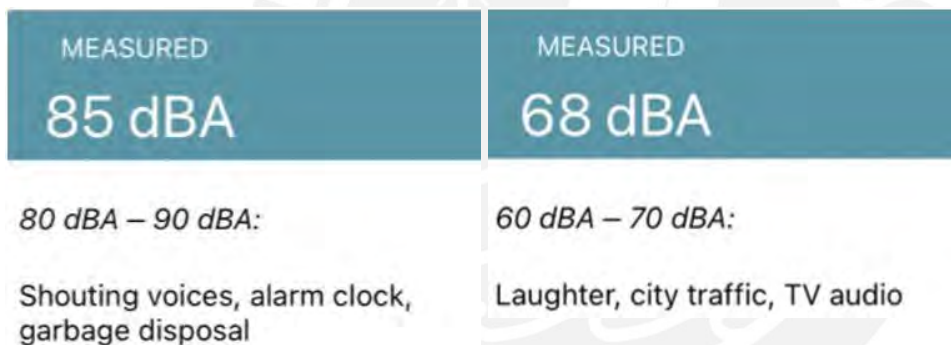 MEASURED
85 dBA
80 dBA – 90 dBA:
Shouting voices, alarm clock,
garbage disposal
MEASURED
68 dBA
60 dBA – 70 dBA:
Laughter, city traffic, TV audio